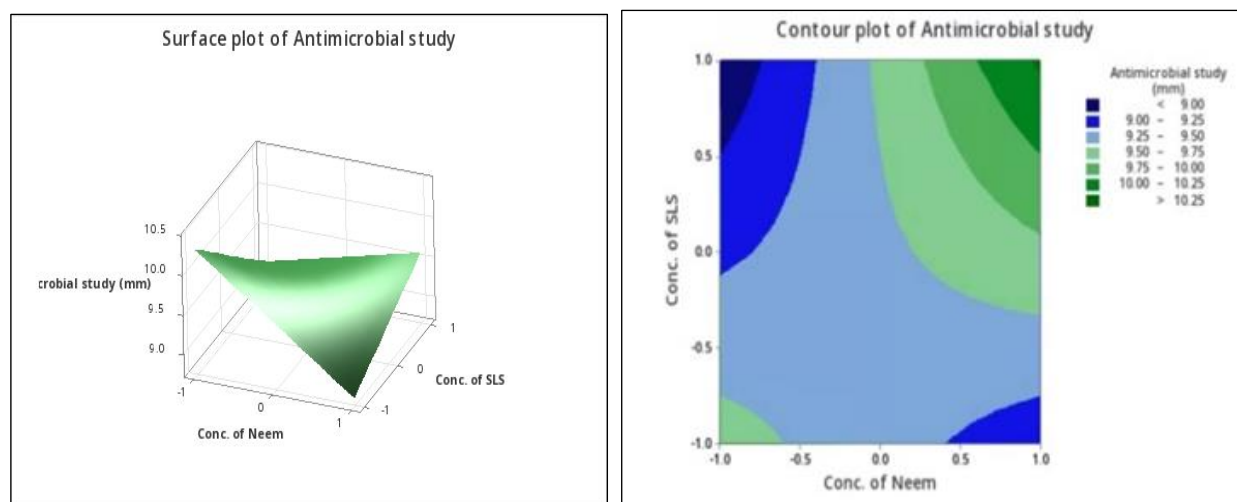 Surface plot of Antimicrobial study
10.5
10.0
crobial study (mm)
9.5
9.0
-1
0
1
Conc. of Neem
-1
0
1
Conc. of SLS
Contour plot of Antimicrobial study
1.0
0.5
0.0
-0.5
-1.0
Conc. of SLS
-1.0 -0.5 0.0 0.5 1.0
Conc. of Neem
Antimicrobial study
(mm)
< 9.00
9.00 – 9.25
9.25 – 9.50
9.50 – 9.75
9.75 – 10.00
10.00 – 10.25
> 10.25